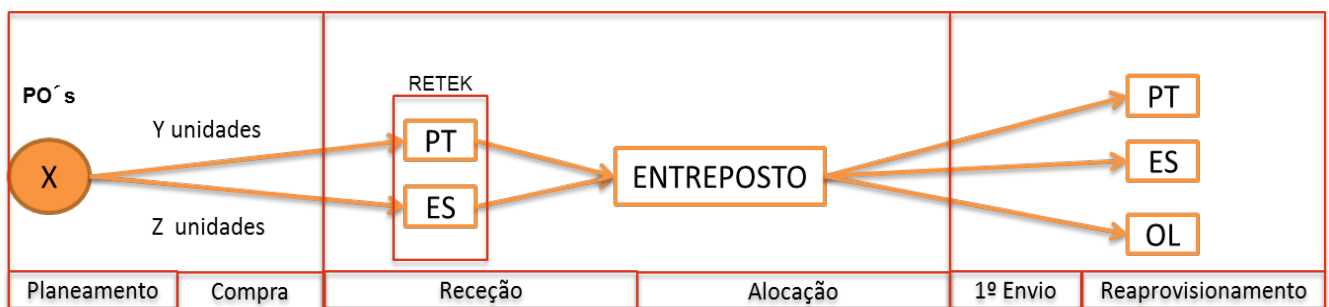 PO´s
X
Y unidades
Z unidades
RETEK
PT
ES
ENTREPOSTO
PT
ES
OL
Planeamento
Compra
Receção
Alocação
1º Envio
Reaprovisionamento